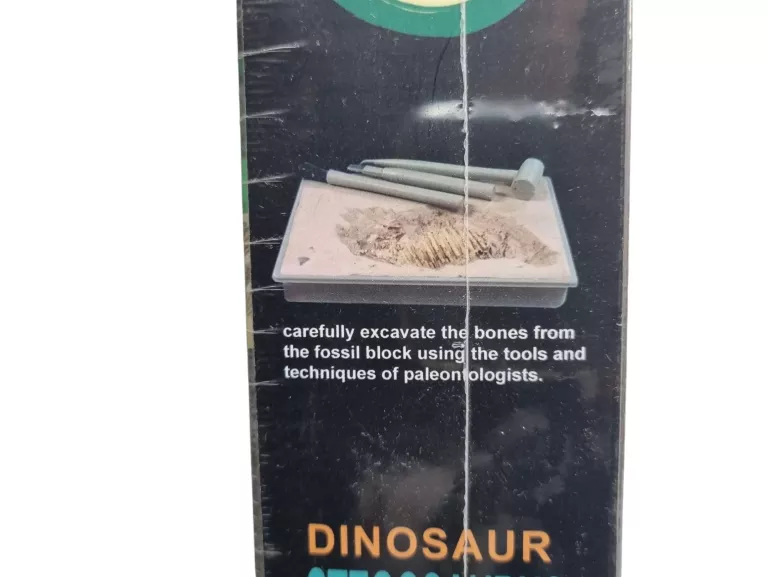 carefully excavate the bones from
the fossil block using the tools and
techniques of paleontologists.
DINOSAUR